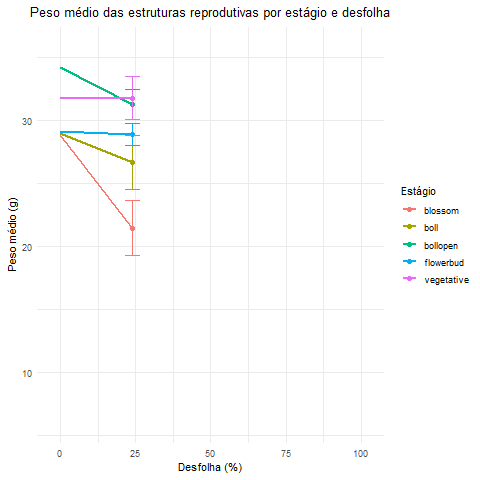 Peso médio das estruturas reprodutivas por estágio e desfolha
Peso médio (g)
30
20
10
0
25
50
75
100
Desfolha (%)
Estágio
blossom
boll
bollopen
flowerbud
vegetative